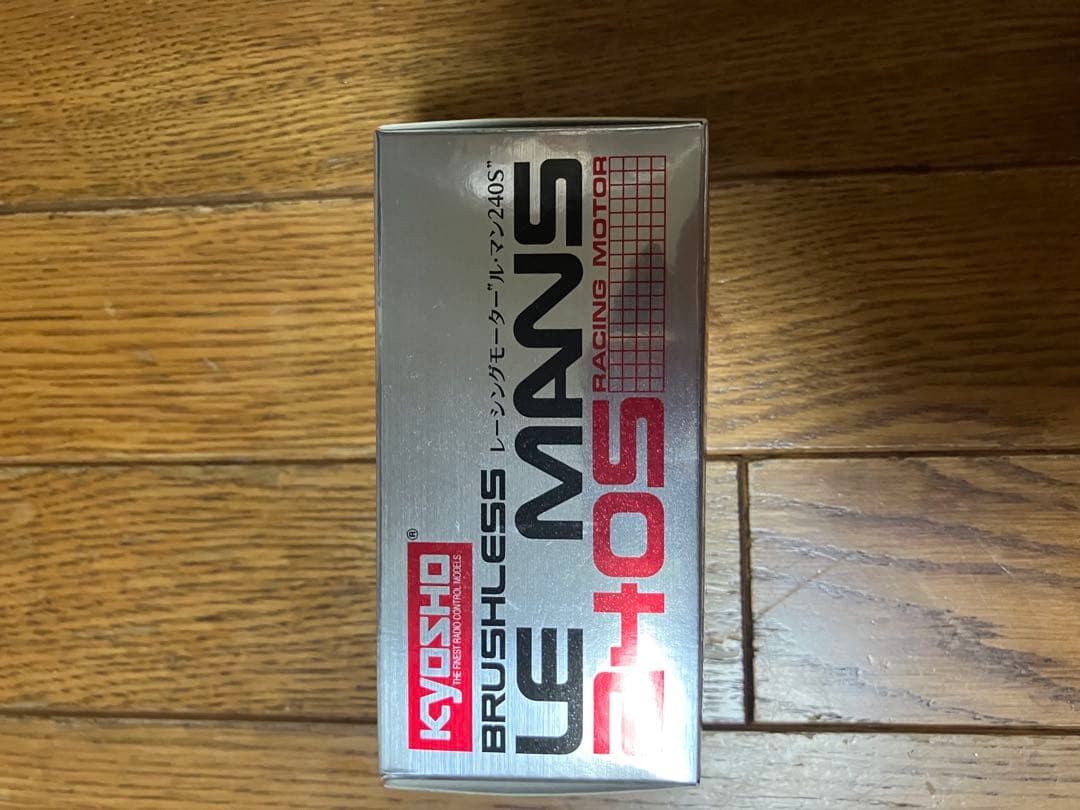 KYOSHO®
THE FINEST RADIO CONTROL MODELS
BRUSHLESS レーシングモーター"ル・マン240S"
LE MANS
240S RACING MOTOR